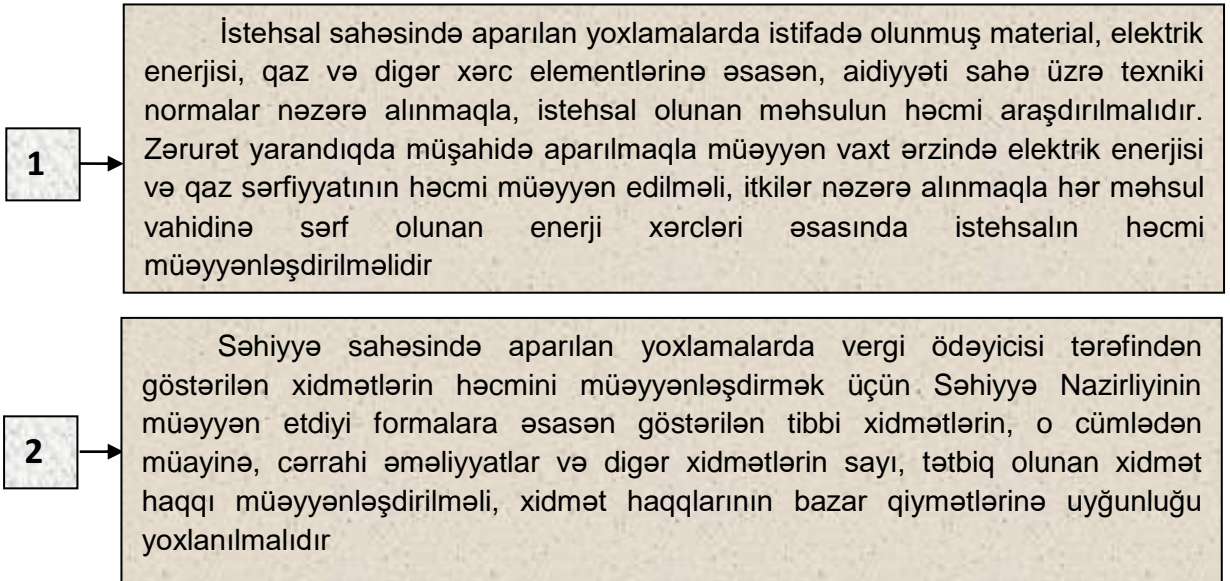 İstehsal sahəsində aparılan yoxlamalarda istifadə olunmuş material, elektrik
enerjisi, qaz və digər xərc elementlərinə əsasən, aidiyyəti sahə üzrə texniki
normalar nəzərə alınmaqla, istehsal olunan məhsulun həcmi araşdırılmalıdır.
1
Zərurət yarandıqda müşahidə aparılmaqla müəyyən vaxt ərzində elektrik enerjisi
və qaz sərfiyyatının həcmi müəyyən edilməli, itkilər nəzərə alınmaqla hər məhsul
vahidinə sərf olunan enerji xərcləri əsasında istehsalın həcmi
müəyyənləşdirilməlidir
Səhiyyə sahəsində aparılan yoxlamalarda vergi ödəyicisi tərəfindən
göstərilən xidmətlərin həcmini müəyyənləşdirmək üçün Səhiyyə Nazirliyinin
müəyyən etdiyi formalara əsasən göstərilən tibbi xidmətlərin, o cümlədən
2
müayinə, cərrahi əməliyyatlar və digər xidmətlərin sayı, tətbiq olunan xidmət
haqqı müəyyənləşdirilməli, xidmət haqqlarının bazar qiymətlərinə uyğunluğu
yoxlanılmalıdır